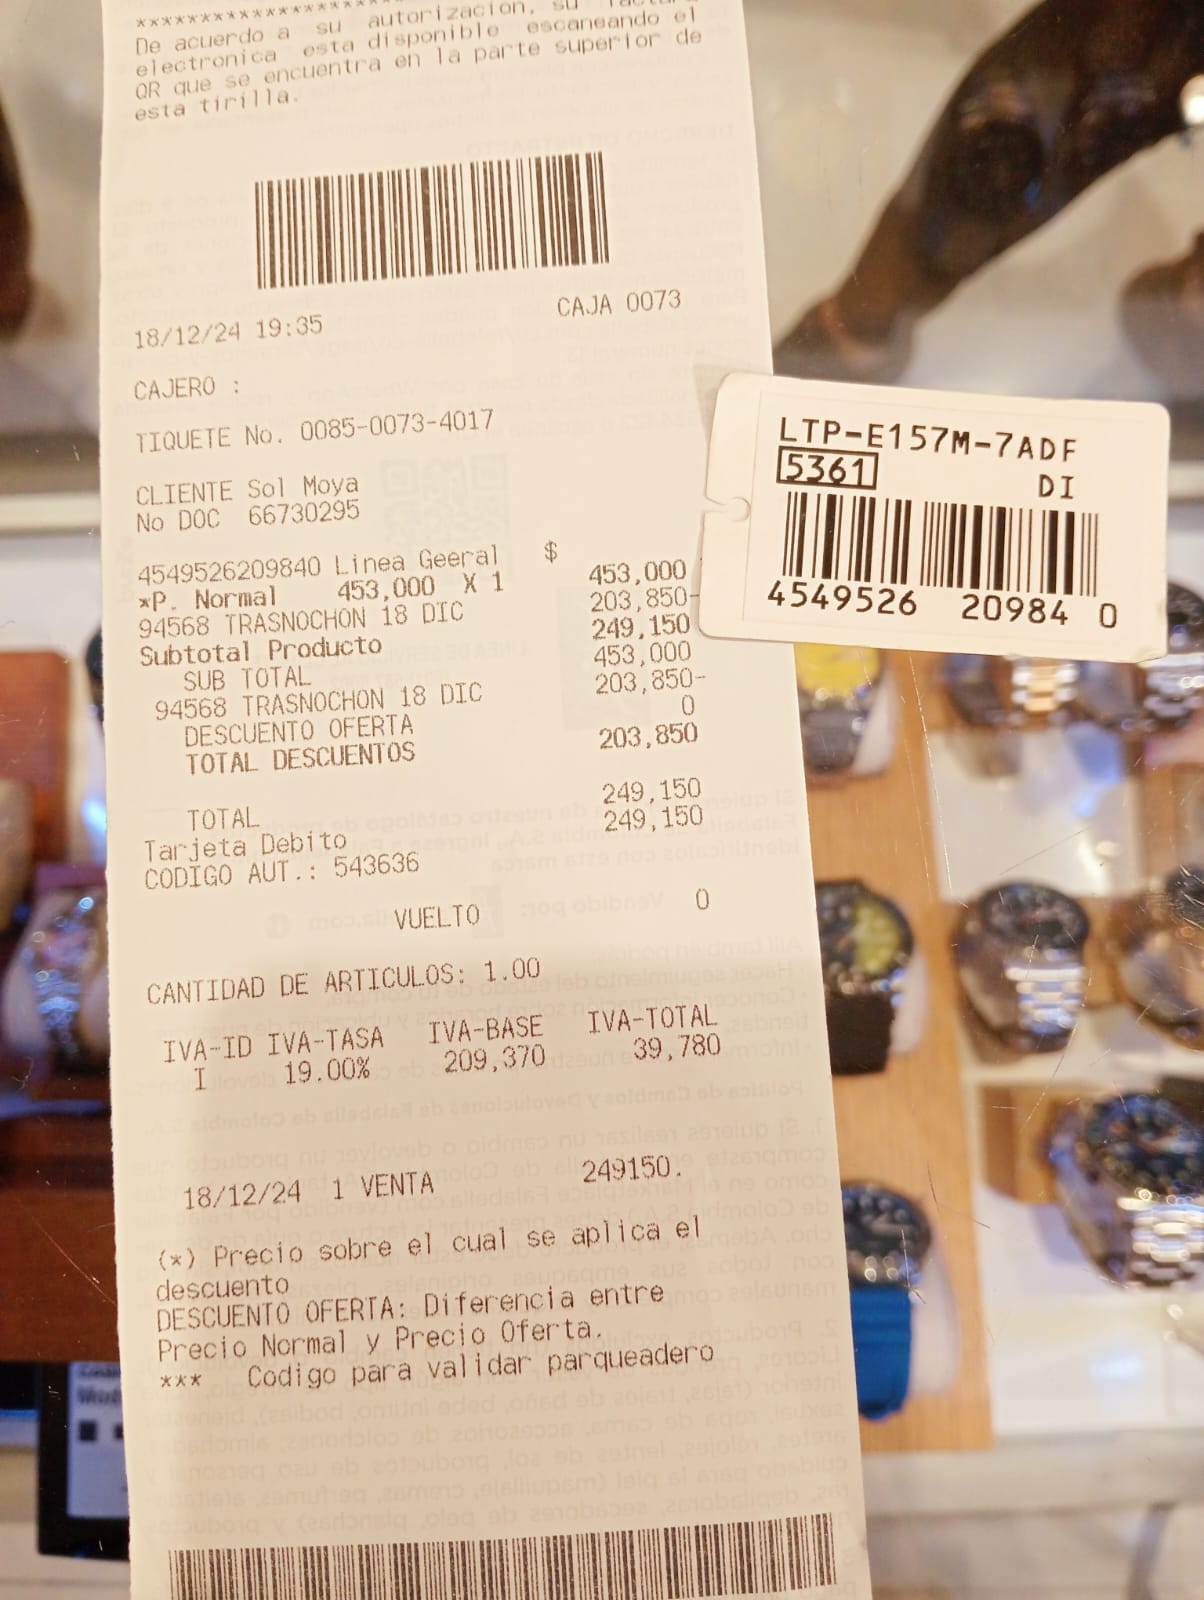 De acuerdo a su autorización, su factura
electronica esta disponible escaneando el
QR que se encuentra en la parte superior de
esta tirilla.
18/12/24 19:35 CAJA 0073
CAJERO :
TIQUETE No. 0085-0073-4017
CLIENTE Sol Moya
No DOC 66730295
4549526209840 Linea Geeral $
*P. Normal 453,000 X 1 453,000
94568 TRASNOCHON 18 DIC 203,850-
Subtotal Producto 249,150
SUB TOTAL 453,000
94568 TRASNOCHON 18 DIC 203,850-
DESCUENTO OFERTA 0
TOTAL DESCUENTOS 203,850
TOTAL 249,150
Tarjeta Debito 249,150
CODIGO AUT.: 543636
VUELTO 0
CANTIDAD DE ARTICULOS: 1.00
IVA-ID IVA-TASA IVA-BASE IVA-TOTAL
I 19.00% 209,370 39,780
18/12/24 1 VENTA 249150.
(*) Precio sobre el cual se aplica el
descuento
DESCUENTO OFERTA: Diferencia entre
Precio Normal y Precio Oferta.
*** Codigo para validar parqueadero
LTP-E157M-7ADF
5361 DI
4549526 20984 0